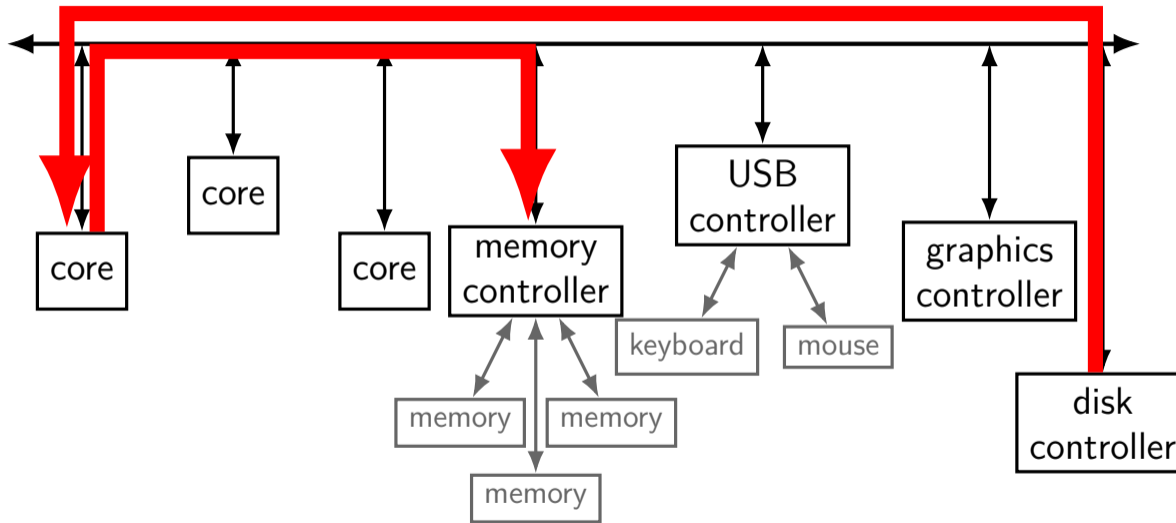 core
core
core
memory
controller
USB
controller
graphics
controller
disk
controller
keyboard
mouse
memory
memory
memory